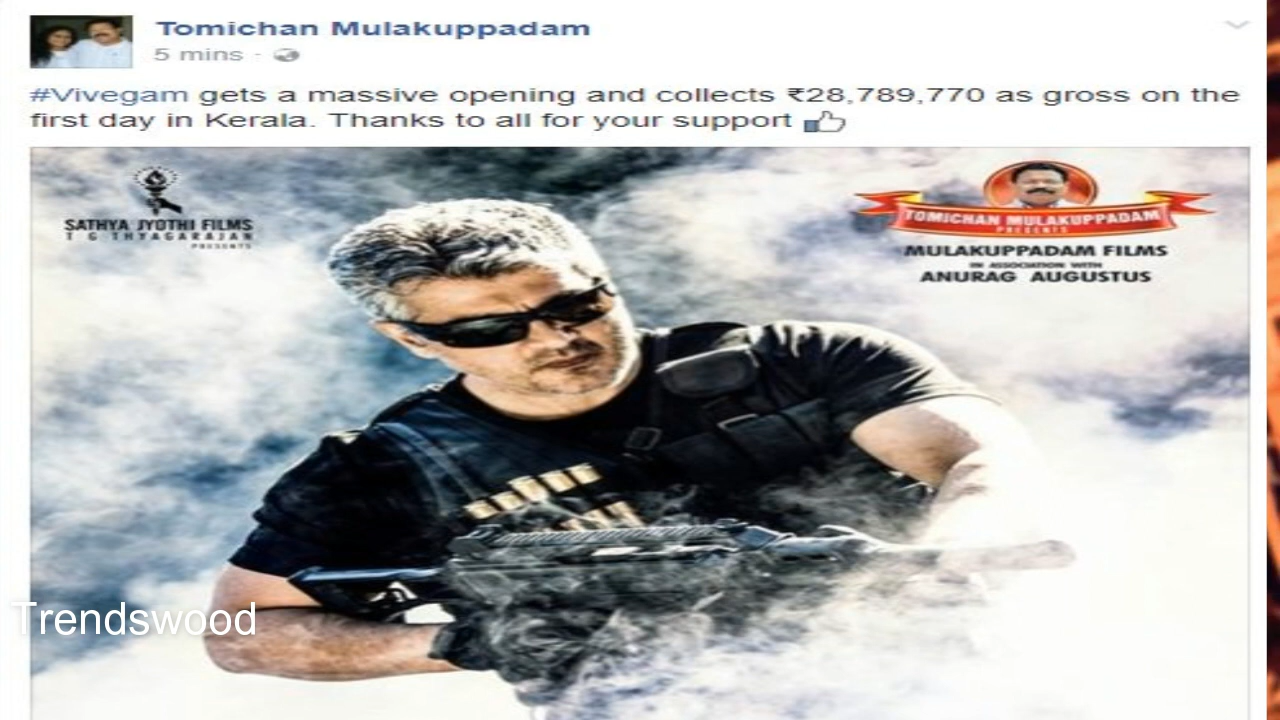 Tomichan Mulakuppadam
5 mins ·
#Vivegam gets a massive opening and collects ₹28,789,770 as gross on the
first day in Kerala. Thanks to all for your support
SATHYA JYOTHI FILMS
T G THYAGARAJAN
PRESENTS
TOMICHAN MULAKUPPADAM
PRESENTS
MULAKUPPADAM FILMS
IN ASSOCIATION WITH
ANURAG AUGUSTUS
Trendswood